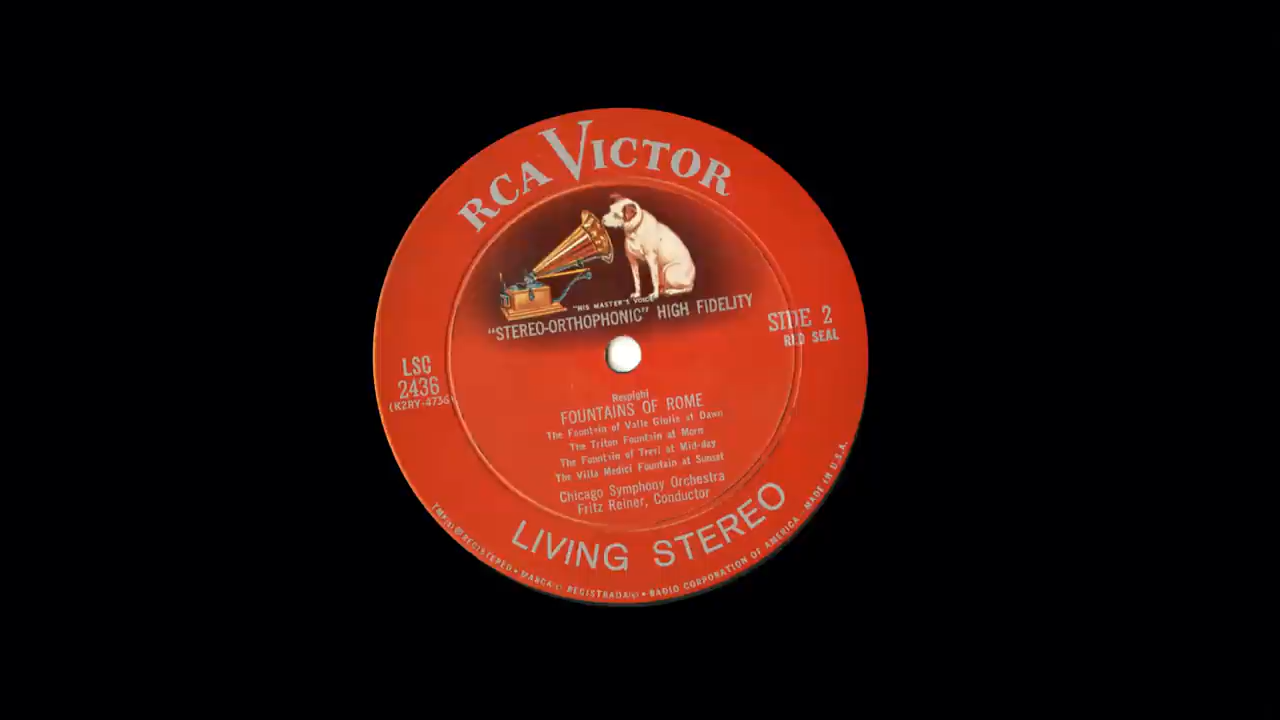 RCA VICTOR
"HIS MASTER'S VOICE"
"STEREO-ORTHOPHONIC" HIGH FIDELITY
SIDE 2
RED SEAL
LSC
2436
(K2RY-4736)
Respighi
FOUNTAINS OF ROME
The Fountain of Valle Giulia at Dawn
The Triton Fountain at Morn
The Fountain of Trevi at Mid-day
The Villa Medici Fountain at Sunset
Chicago Symphony Orchestra
Fritz Reiner, Conductor
LIVING STEREO
TMK(s) ® REGISTERED • MARCA(s) REGISTRADA(s) • RADIO CORPORATION OF AMERICA - MADE IN U.S.A.